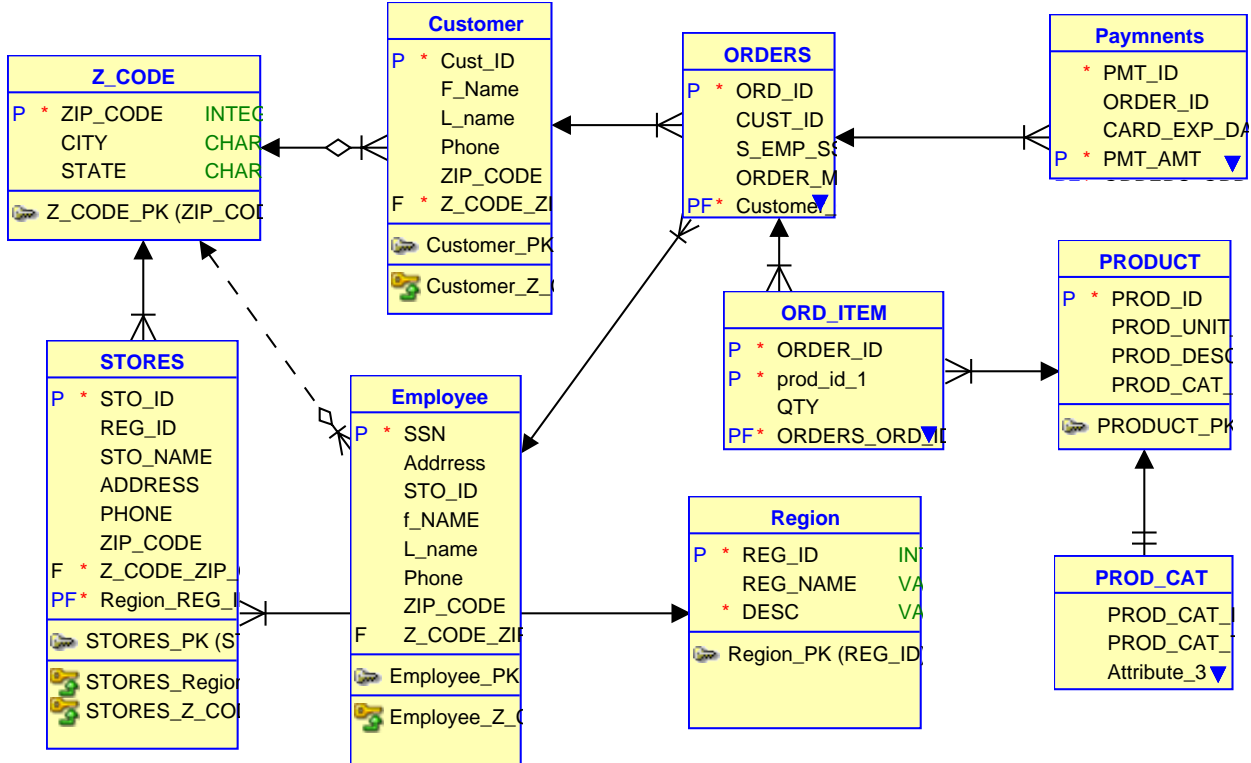 Z_CODE
P * ZIP_CODE INTEG
CITY CHAR
STATE CHAR
Z_CODE_PK (ZIP_COD
Customer
P * Cust_ID
F_Name
L_name
Phone
ZIP_CODE
F * Z_CODE_ZI
Customer_PK
Customer_Z_
ORDERS
P * ORD_ID
CUST_ID
S_EMP_SS
ORDER_M
PF* Customer_
Paymnents
* PMT_ID
ORDER_ID
CARD_EXP_DA
P * PMT_AMT
PRODUCT
P * PROD_ID
PROD_UNIT_
PROD_DESC
PROD_CAT_
PRODUCT_PK
ORD_ITEM
P * ORDER_ID
P * prod_id_1
QTY
PF* ORDERS_ORD_ID
STORES
P * STO_ID
REG_ID
STO_NAME
ADDRESS
PHONE
ZIP_CODE
F * Z_CODE_ZIP_
PF* Region_REG_I
STORES_PK (ST
STORES_Region
STORES_Z_COD
Employee
P * SSN
Addrress
STO_ID
f_NAME
L_name
Phone
ZIP_CODE
F Z_CODE_ZIP
Employee_PK
Employee_Z_C
Region
P * REG_ID INT
REG_NAME VA
* DESC VA
Region_PK (REG_ID)
PROD_CAT
PROD_CAT_I
PROD_CAT_T
Attribute_3